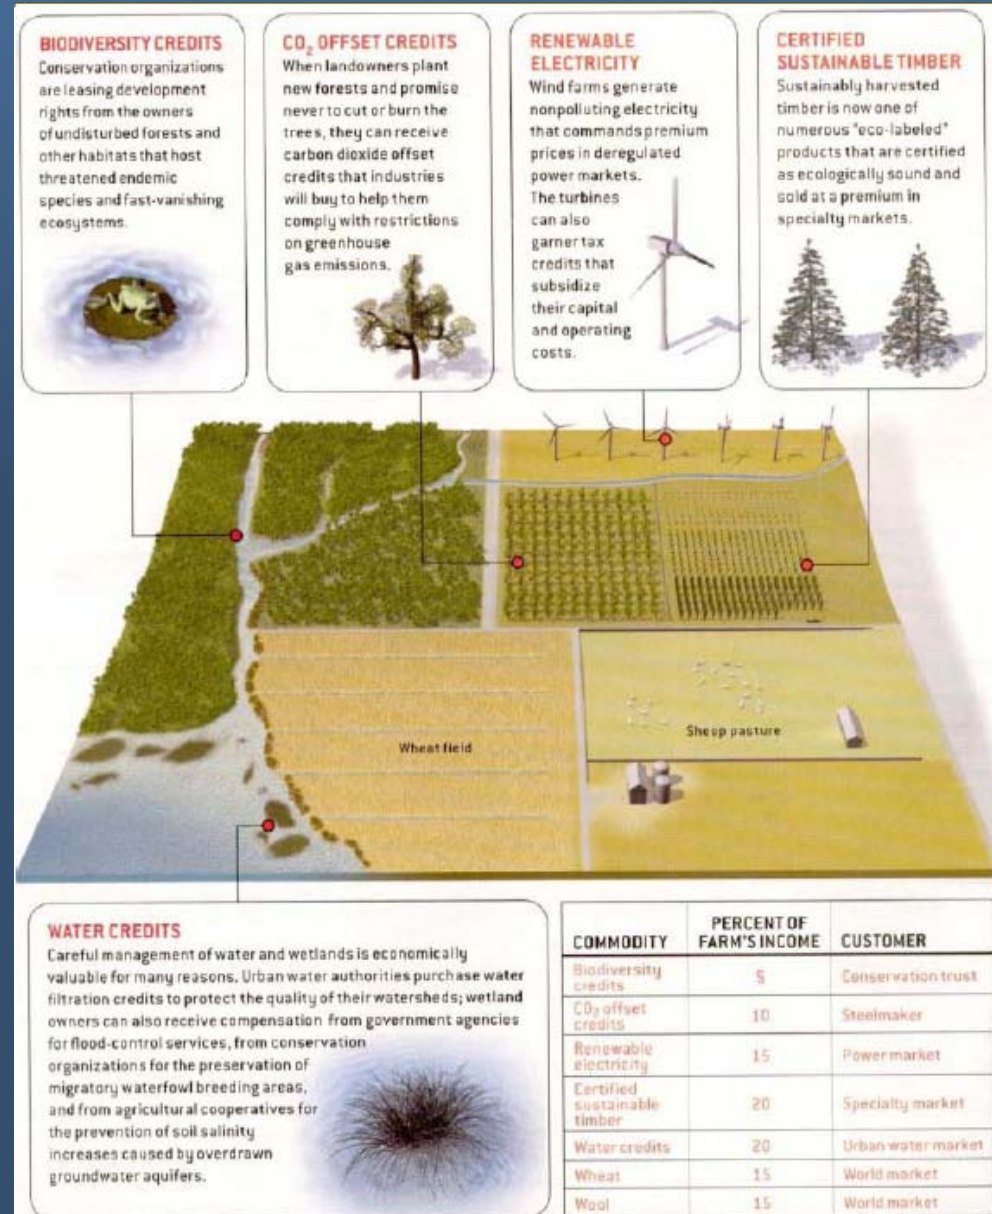 BIODIVERSITY CREDITS
Conservation organizations
are leasing development
rights from the owners
of undisturbed forests and
other habitats that host
threatened endemic
species and fast-vanishing
ecosystems.
CO₂ OFFSET CREDITS
When landowners plant
new forests and promise
never to cut or burn the
trees, they can receive
carbon dioxide offset
credits that industries
will buy to help them
comply with restrictions
on greenhouse
gas emissions.
RENEWABLE
ELECTRICITY
Wind farms generate
nonpolluting electricity
that commands premium
prices in deregulated
power markets.
The turbines
can also
garner tax
credits that
subsidize
their capital
and operating
costs.
CERTIFIED
SUSTAINABLE TIMBER
Sustainably harvested
timber is now one of
numerous "eco-labeled"
products that are certified
as ecologically sound and
sold at a premium in
specialty markets.
Wheat field
Sheep pasture
WATER CREDITS
Careful management of water and wetlands is economically
valuable for many reasons. Urban water authorities purchase water
filtration credits to protect the quality of their watersheds; wetland
owners can also receive compensation from government agencies
for flood-control services, from conservation
organizations for the preservation of
migratory waterfowl breeding areas,
and from agricultural cooperatives for
the prevention of soil salinity
increases caused by overdrawn
groundwater aquifers.
COMMODITY PERCENT OF FARM'S INCOME CUSTOMER
Biodiversity credits 5 Conservation trust
CO₂ offset credits 10 Steelmaker
Renewable electricity 15 Power market
Certified sustainable timber 20 Specialty market
Water credits 20 Urban water market
Wheat 15 World market
Wool 15 World market